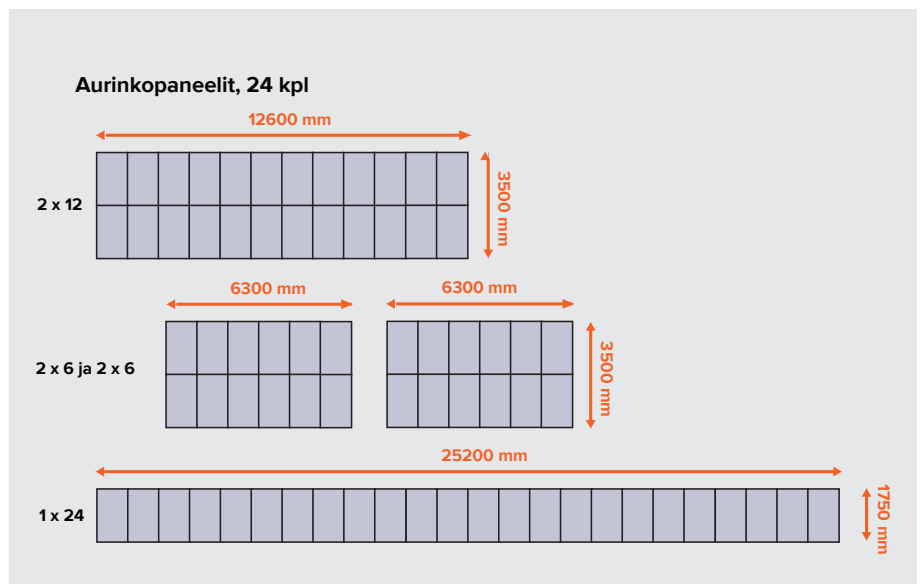 Aurinkopaneelit, 24 kpl
12600 mm
2 x 12
3500 mm
6300 mm
6300 mm
2 x 6 ja 2 x 6
3500 mm
25200 mm
1 x 24
1750 mm